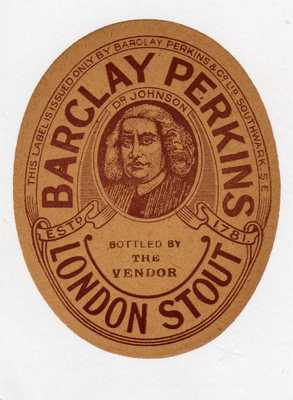 THIS LABEL IS ISSUED ONLY BY BARCLAY PERKINS & CO LTD, SOUTHWARK, S.E.
BARCLAY PERKINS
DR JOHNSON
ESTD 1781.
BOTTLED BY
THE
VENDOR
LONDON STOUT